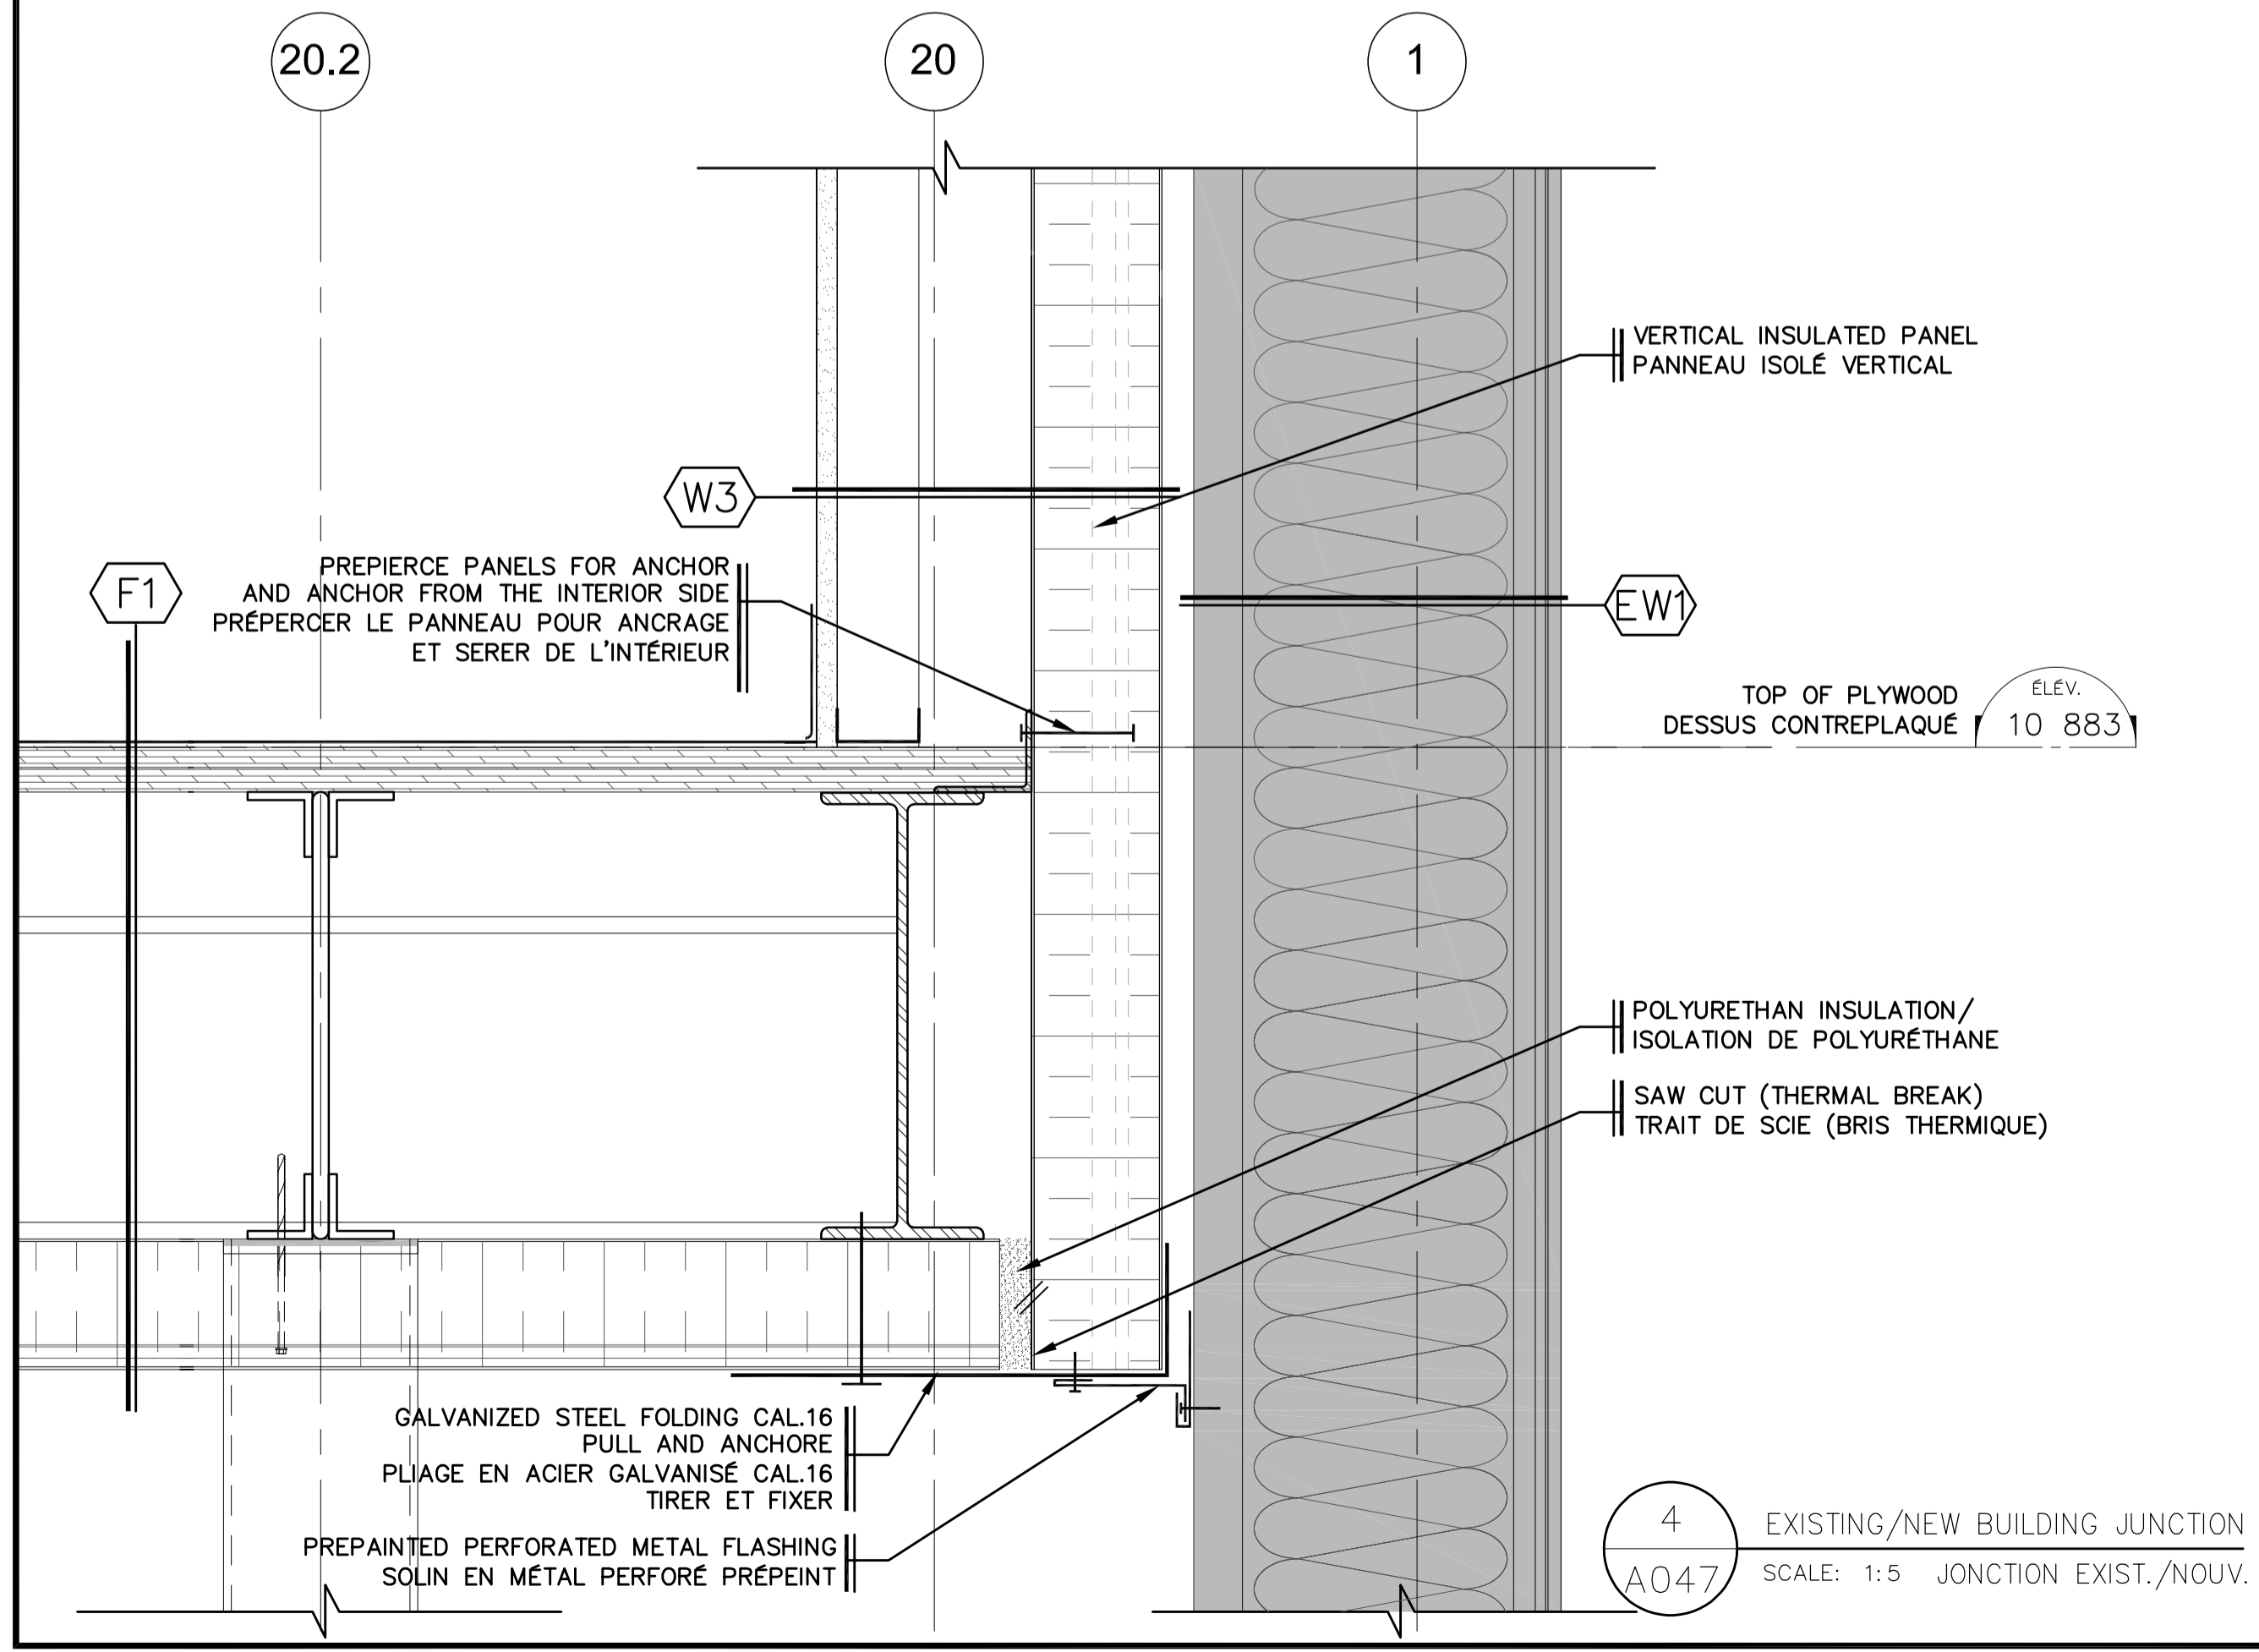 20.2
20
1
VERTICAL INSULATED PANEL
PANNEAU ISOLÉ VERTICAL
W3
F1
PREPIERCE PANELS FOR ANCHOR
AND ANCHOR FROM THE INTERIOR SIDE
PRÉPERCER LE PANNEAU POUR ANCRAGE
ET SERER DE L'INTÉRIEUR
EW1
TOP OF PLYWOOD
DESSUS CONTREPLAQUÉ
ÉLÉV.
10 883
POLYURETHAN INSULATION/
ISOLATION DE POLYURÉTHANE
SAW CUT (THERMAL BREAK)
TRAIT DE SCIE (BRIS THERMIQUE)
GALVANIZED STEEL FOLDING CAL.16
PULL AND ANCHORE
PLIAGE EN ACIER GALVANISÉ CAL.16
TIRER ET FIXER
PREPAINTED PERFORATED METAL FLASHING
SOLIN EN MÉTAL PERFORÉ PRÉPEINT
4
A047
EXISTING/NEW BUILDING JUNCTION
SCALE: 1:5 JONCTION EXIST./NOUV.